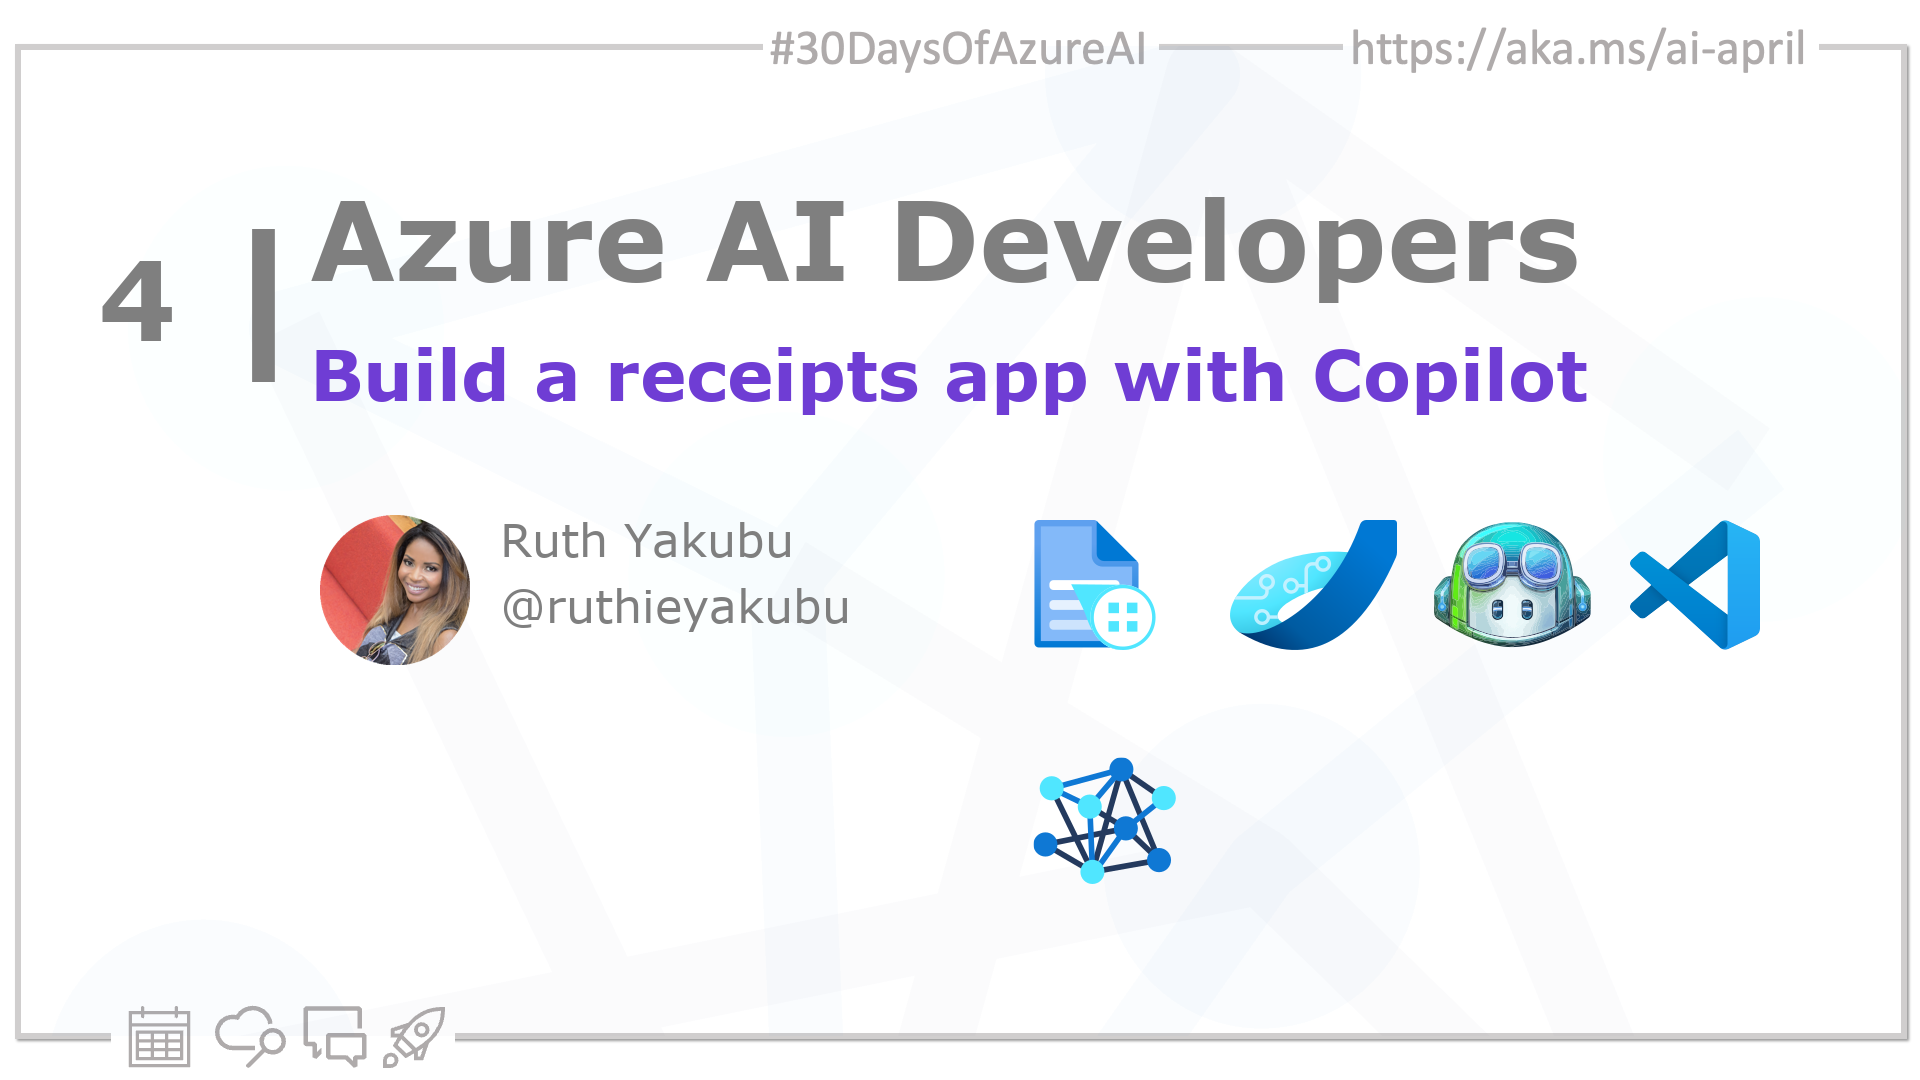 #30DaysOfAzureAI
https://aka.ms/ai-april
4
Azure AI Developers
Build a receipts app with Copilot
Ruth Yakubu
@ruthieyakubu